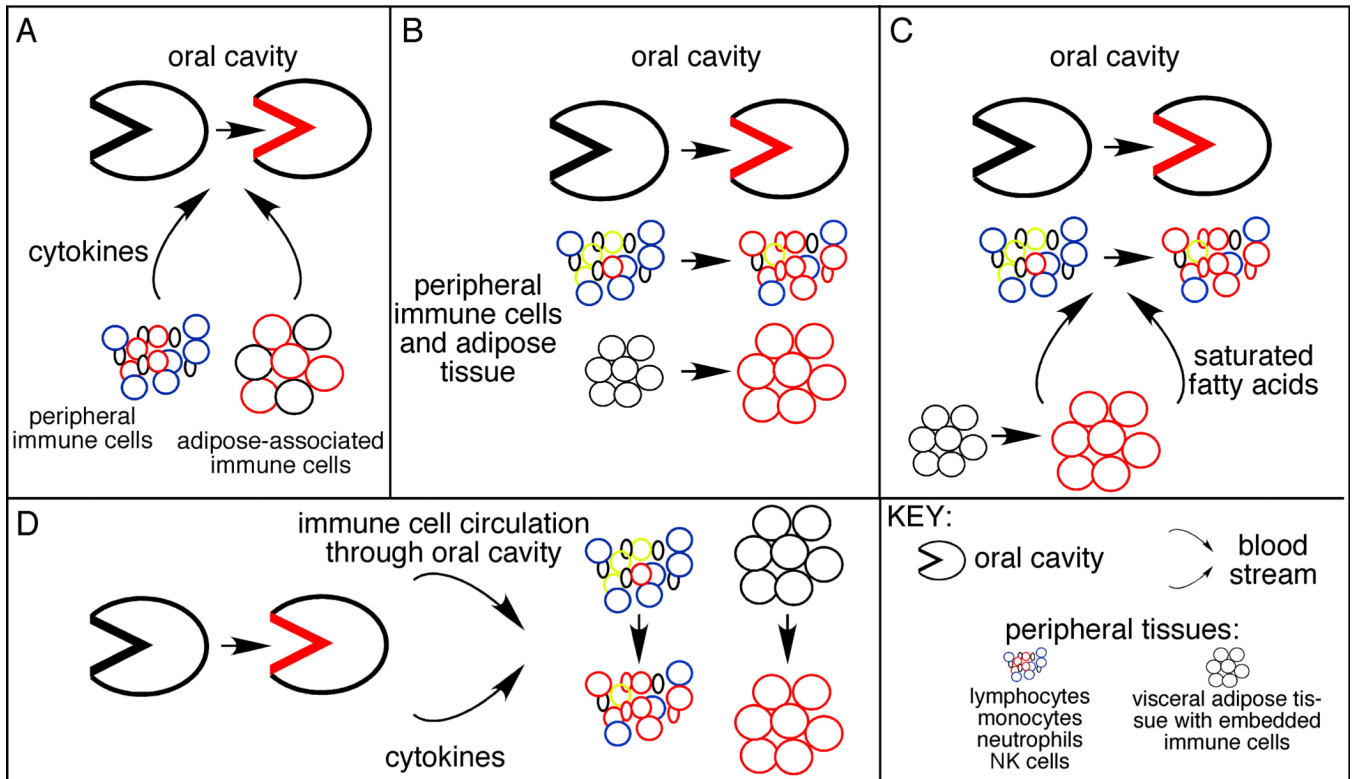 A
oral cavity
cytokines
peripheral
immune cells
adipose-associated
immune cells
B
oral cavity
peripheral
immune cells
and adipose
tissue
C
oral cavity
saturated
fatty acids
D
immune cell circulation
through oral cavity
cytokines
KEY:
oral cavity
blood
stream
peripheral tissues:
lymphocytes
monocytes
neutrophils
NK cells
visceral adipose tis-
sue with embedded
immune cells